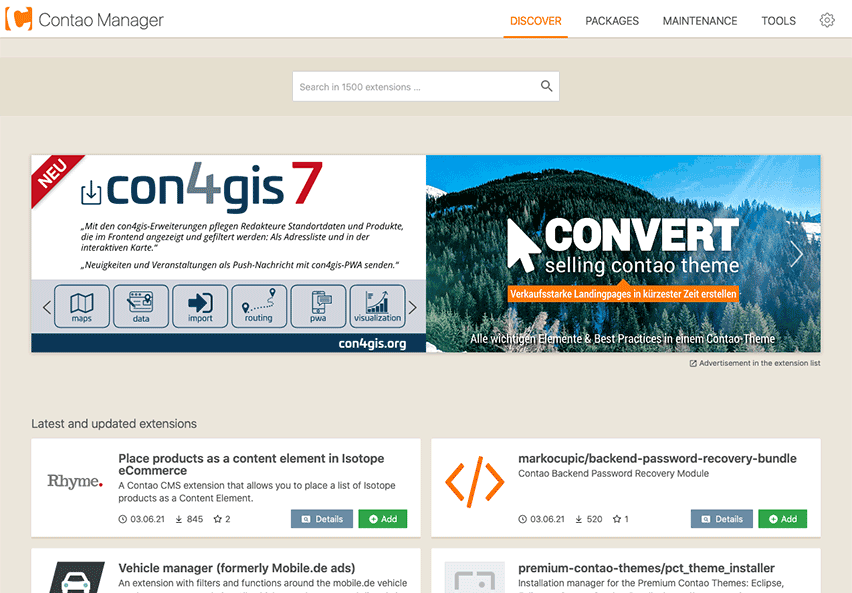 Contao Manager
DISCOVER
PACKAGES
MAINTENANCE
TOOLS
Search in 1500 extensions ...
NEU
con4gis 7
„Mit den con4gis-Erweiterungen pflegen Redakteure Standortdaten und Produkte,
die im Frontend angezeigt und gefiltert werden: Als Adressliste und in der
interaktiven Karte.“
„Neuigkeiten und Veranstaltungen als Push-Nachricht mit con4gis-PWA senden.“
maps
data
import
routing
pwa
visualization
con4gis.org
CONVERT
selling contao theme
Verkaufsstarke Landingpages in kürzester Zeit erstellen
Alle wichtigen Elemente & Best Practices in einem Contao-Theme
Advertisement in the extension list
Latest and updated extensions
Rhyme.
Place products as a content element in Isotope
eCommerce
A Contao CMS extension that allows you to place a list of Isotope
products as a Content Element.
03.06.21
845
2
Details
Add
markocupic/backend-password-recovery-bundle
Contao Backend Password Recovery Module
03.06.21
520
1
Details
Add
Vehicle manager (formerly Mobile.de ads)
An extension with filters and functions around the mobile.de vehicle
premium-contao-themes/pct_theme_installer
Installation manager for the Premium Contao Themes: Eclipse,